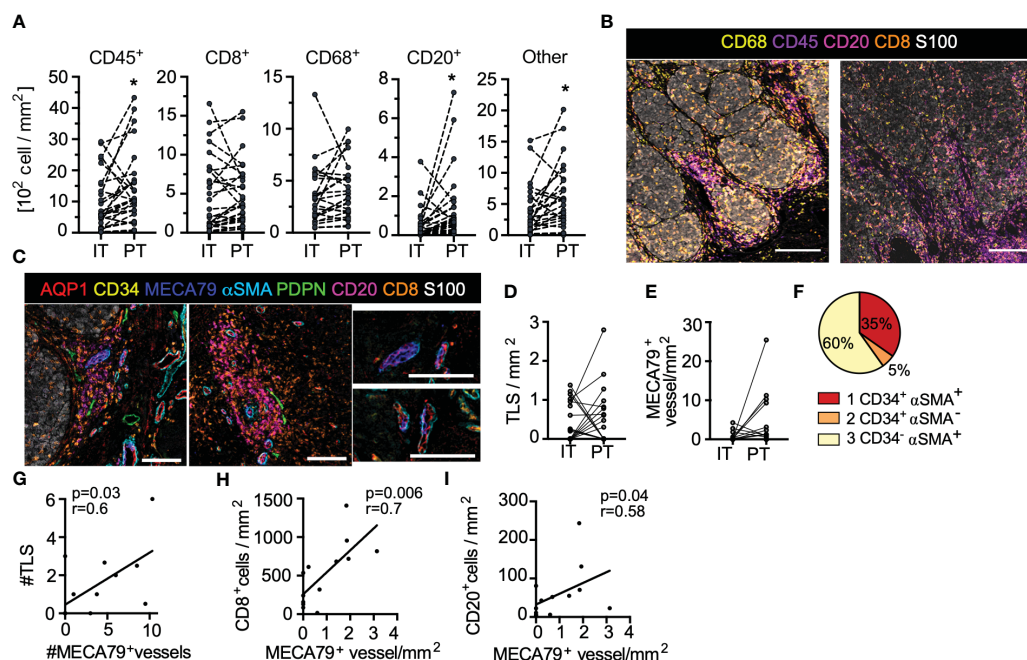 A
CD45+ CD8+ CD68+ CD20+ Other
[10² cell / mm²]
50 40 30 20 10 0
20 15 10 5 0
15 10 5 0
8 6 4 2 0
25 20 15 10 5 0
* * *
IT PT IT PT IT PT IT PT IT PT
B
CD68 CD45 CD20 CD8 S100
C
AQP1 CD34 MECA79 αSMA PDPN CD20 CD8 S100
D
TLS / mm²
3 2 1 0
IT PT
E
MECA79+
vessel/mm²
30 20 10 0
IT PT
F
35%
60%
5%
1 CD34+ αSMA+
2 CD34+ αSMA-
3 CD34- αSMA+
G
p=0.03
r=0.6
#TLS
6 4 2 0
0 5 10
#MECA79+vessels
H
p=0.006
r=0.7
CD8+cells / mm²
1500 1000 500 0
0 1 2 3 4
MECA79+ vessel/mm²
I
p=0.04
r=0.58
CD20+cells / mm²
300 200 100 0
0 1 2 3 4
MECA79+ vessel/mm²